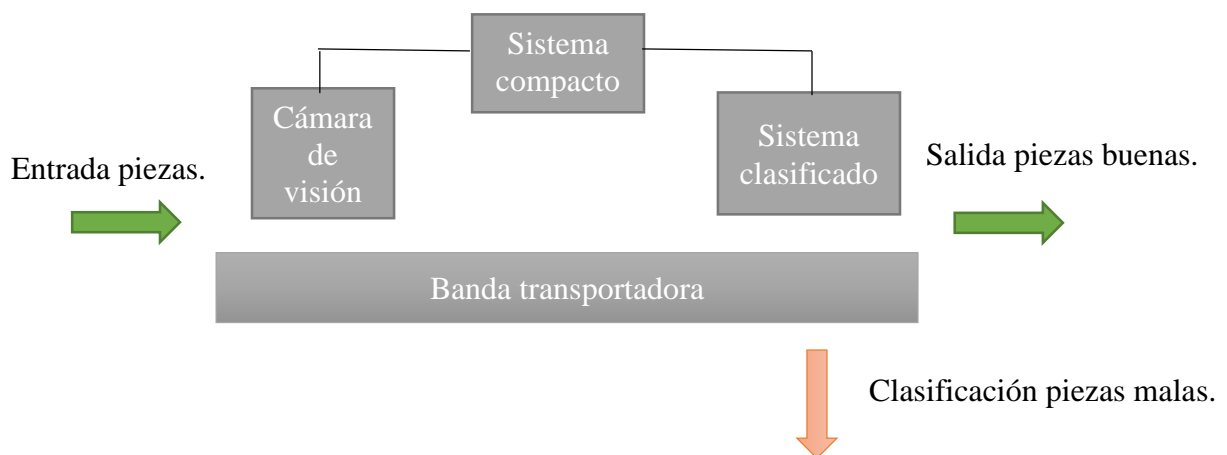 Sistema
compacto
Cámara
de
visión
Sistema
clasificado
Entrada piezas.
Salida piezas buenas.
Banda transportadora
Clasificación piezas malas.